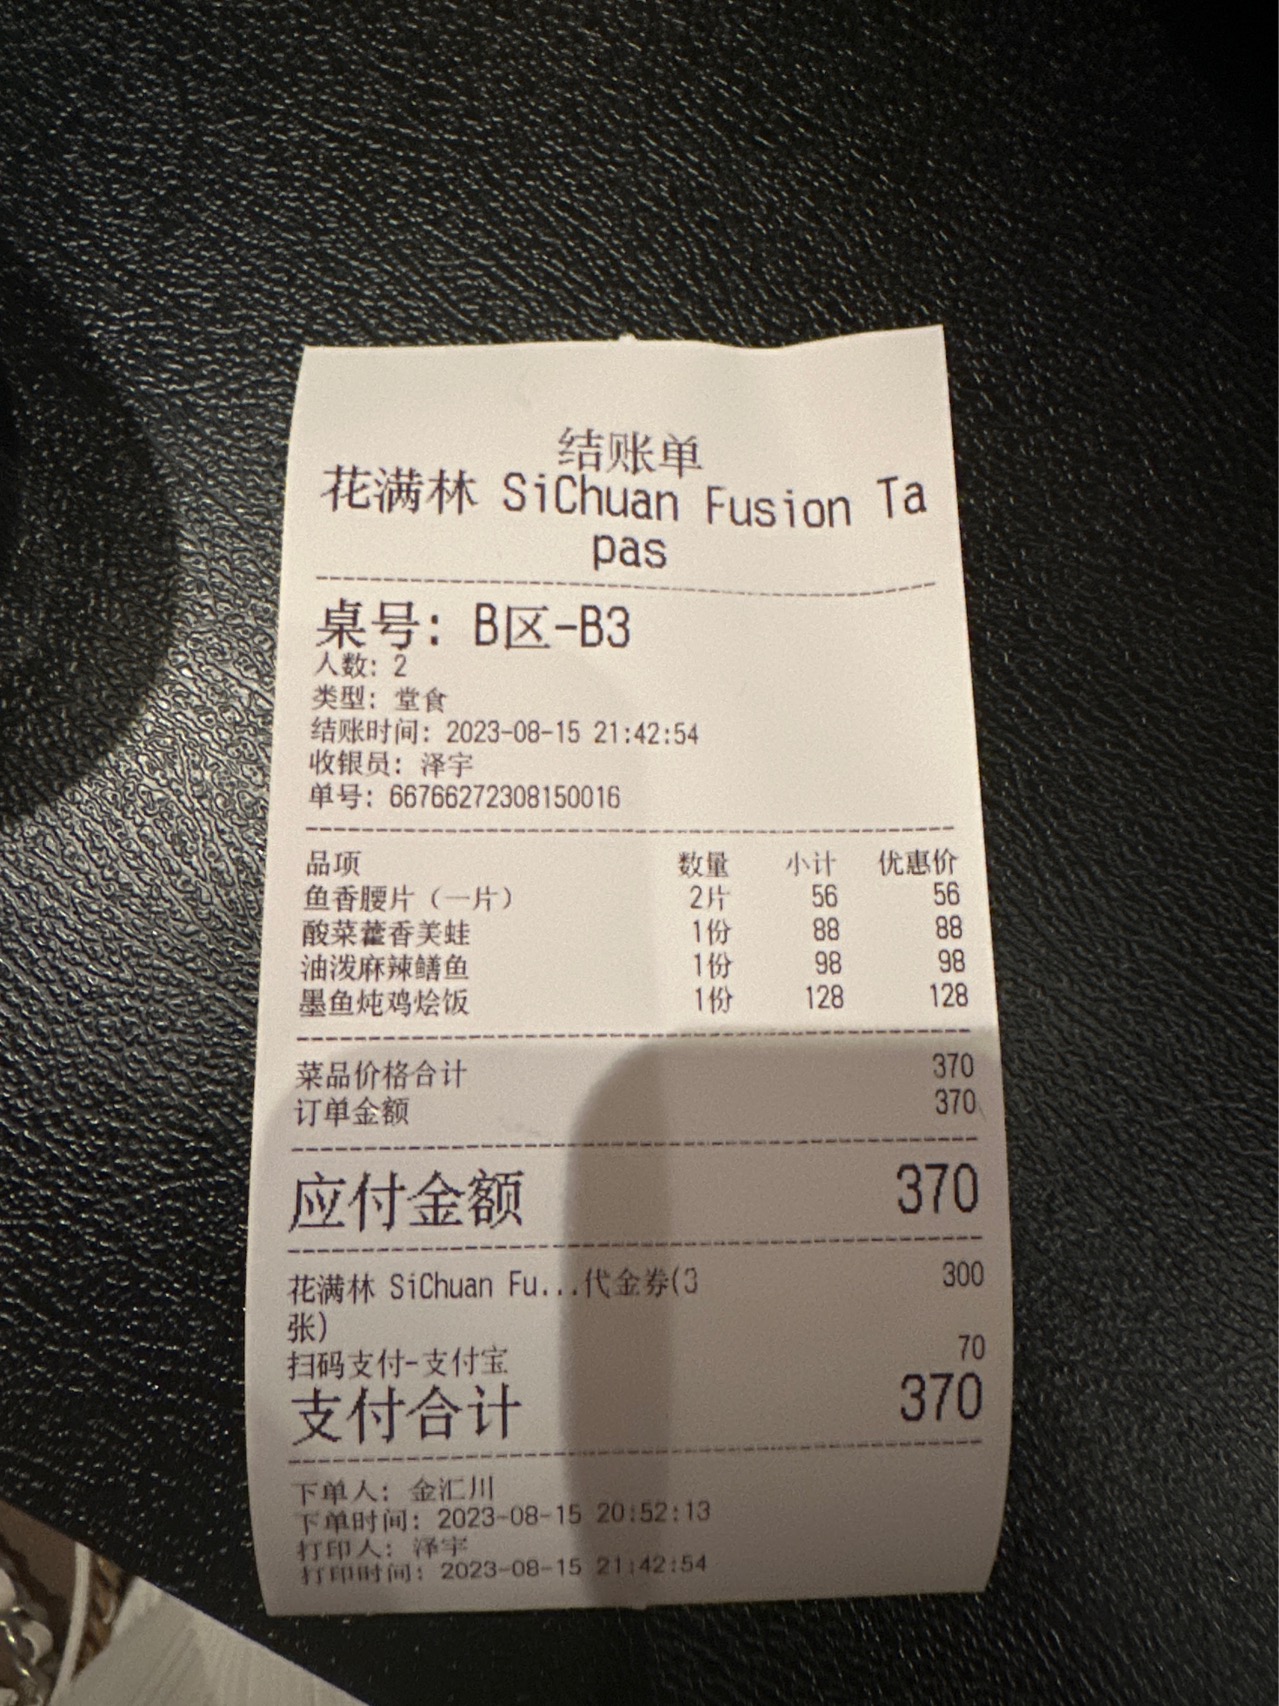 结账单
花满林 SiChuan Fusion Ta
pas
桌号: B区-B3
人数: 2
类型: 堂食
结账时间: 2023-08-15 21:42:54
收银员: 泽宇
单号: 66766272308150016
品项 数量 小计 优惠价
鱼香腰片（一片） 2片 56 56
酸菜藿香美蛙 1份 88 88
油泼麻辣鳝鱼 1份 98 98
墨鱼炖鸡烩饭 1份 128 128
菜品价格合计 370
订单金额 370
应付金额 370
花满林 SiChuan Fu...代金券(3 300
张)
扫码支付-支付宝 70
支付合计 370
下单人: 金汇川
下单时间: 2023-08-15 20:52:13
打印人: 泽宇
打印时间: 2023-08-15 21:42:54